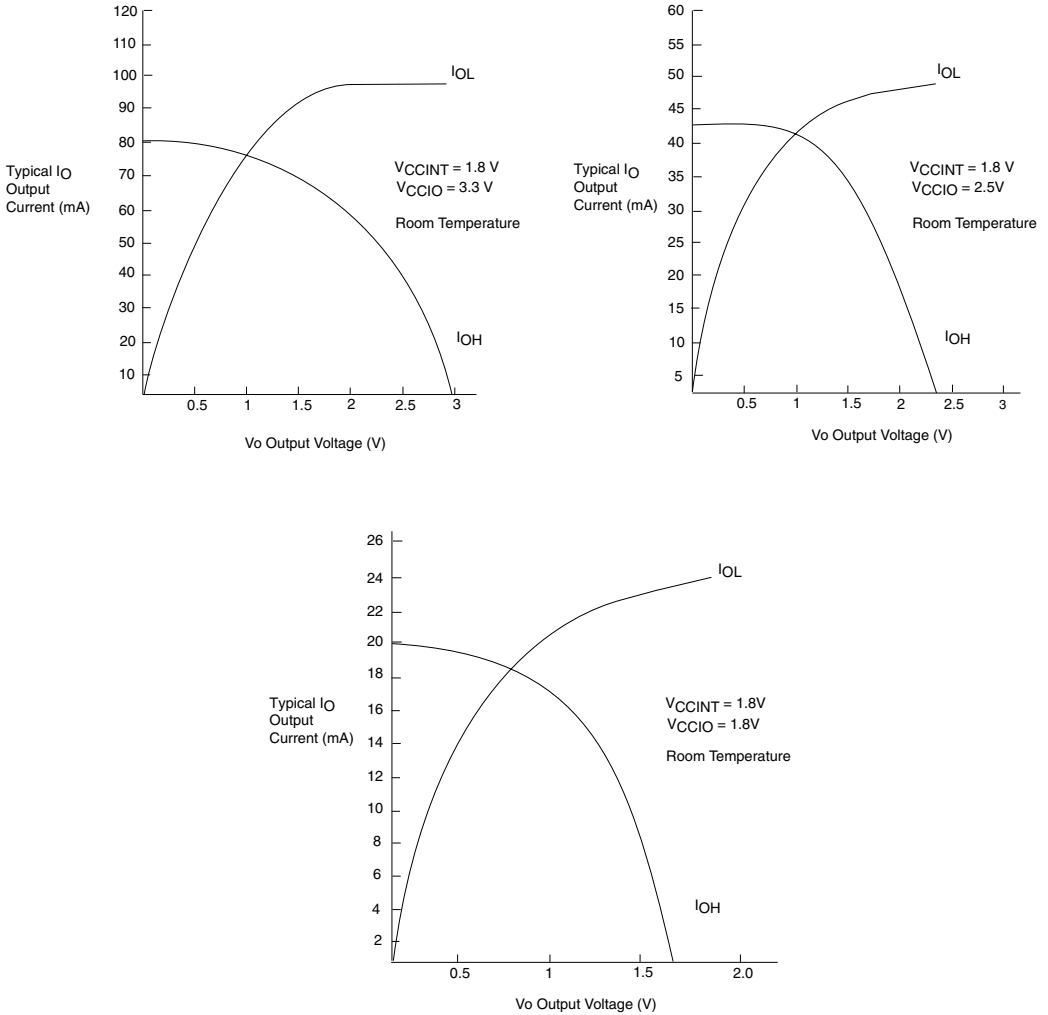 120
110
100
90
80
70
60
50
40
30
20
10
IOL
IOH
Typical IO
Output
Current (mA)
VCCINT = 1.8 V
VCCIO = 3.3 V
Room Temperature
0.5 1 1.5 2 2.5 3
Vo Output Voltage (V)
60
55
50
45
40
35
30
25
20
15
10
5
IOL
IOH
Typical IO
Output
Current (mA)
VCCINT = 1.8 V
VCCIO = 2.5V
Room Temperature
0.5 1 1.5 2 2.5 3
Vo Output Voltage (V)
26
24
22
20
18
16
14
12
10
8
6
4
2
IOL
IOH
Typical IO
Output
Current (mA)
VCCINT = 1.8V
VCCIO = 1.8V
Room Temperature
0.5 1 1.5 2.0
Vo Output Voltage (V)